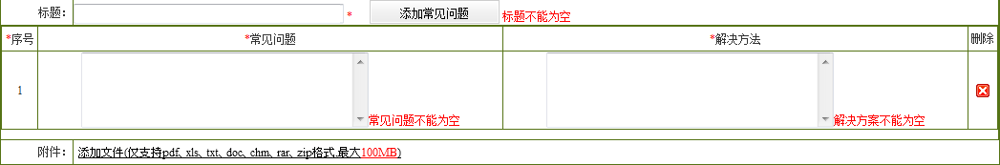 标题： * 添加常见问题 标题不能为空
*序号 *常见问题 *解决方法 删除
1 常见问题不能为空 解决方案不能为空
附件： 添加文件(仅支持pdf、xls、txt、doc、chm、rar、zip格式,最大100MB)